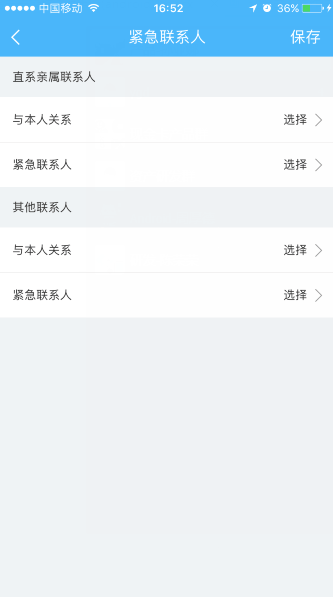 中国移动 16:52 36%
紧急联系人 保存
直系亲属联系人
与本人关系 选择
紧急联系人 选择
其他联系人
与本人关系 选择
紧急联系人 选择